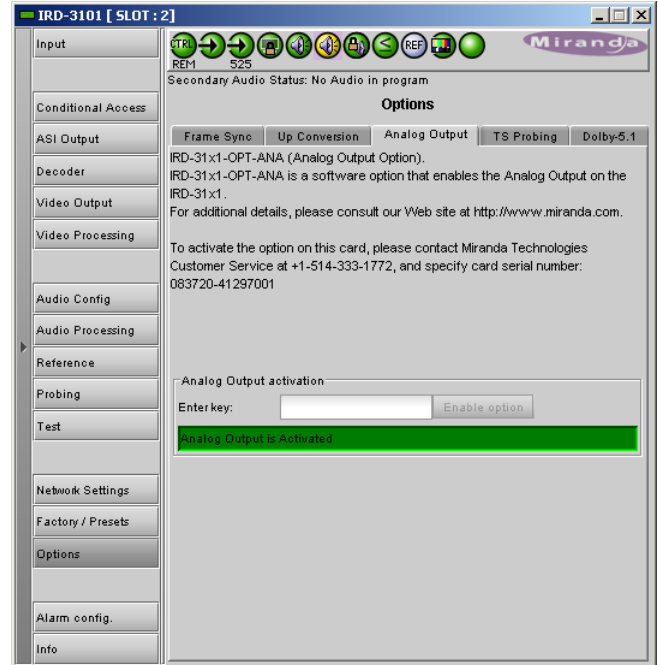 IRD-3101 [ SLOT : 2]
Input
CTRL
REF
Miranda
REM
525
Secondary Audio Status: No Audio in program
Options
Conditional Access
ASI Output
Decoder
Video Output
Video Processing
Audio Config
Audio Processing
Reference
Probing
Test
Network Settings
Factory / Presets
Options
Alarm config.
Info
Frame Sync
Up Conversion
Analog Output
TS Probing
Dolby-5.1
IRD-31x1-OPT-ANA (Analog Output Option).
IRD-31x1-OPT-ANA is a software option that enables the Analog Output on the
IRD-31x1.
For additional details, please consult our Web site at http://www.miranda.com.
To activate the option on this card, please contact Miranda Technologies
Customer Service at +1-514-333-1772, and specify card serial number:
083720-41297001
Analog Output activation
Enter key:
Enable option
Analog Output is Activated